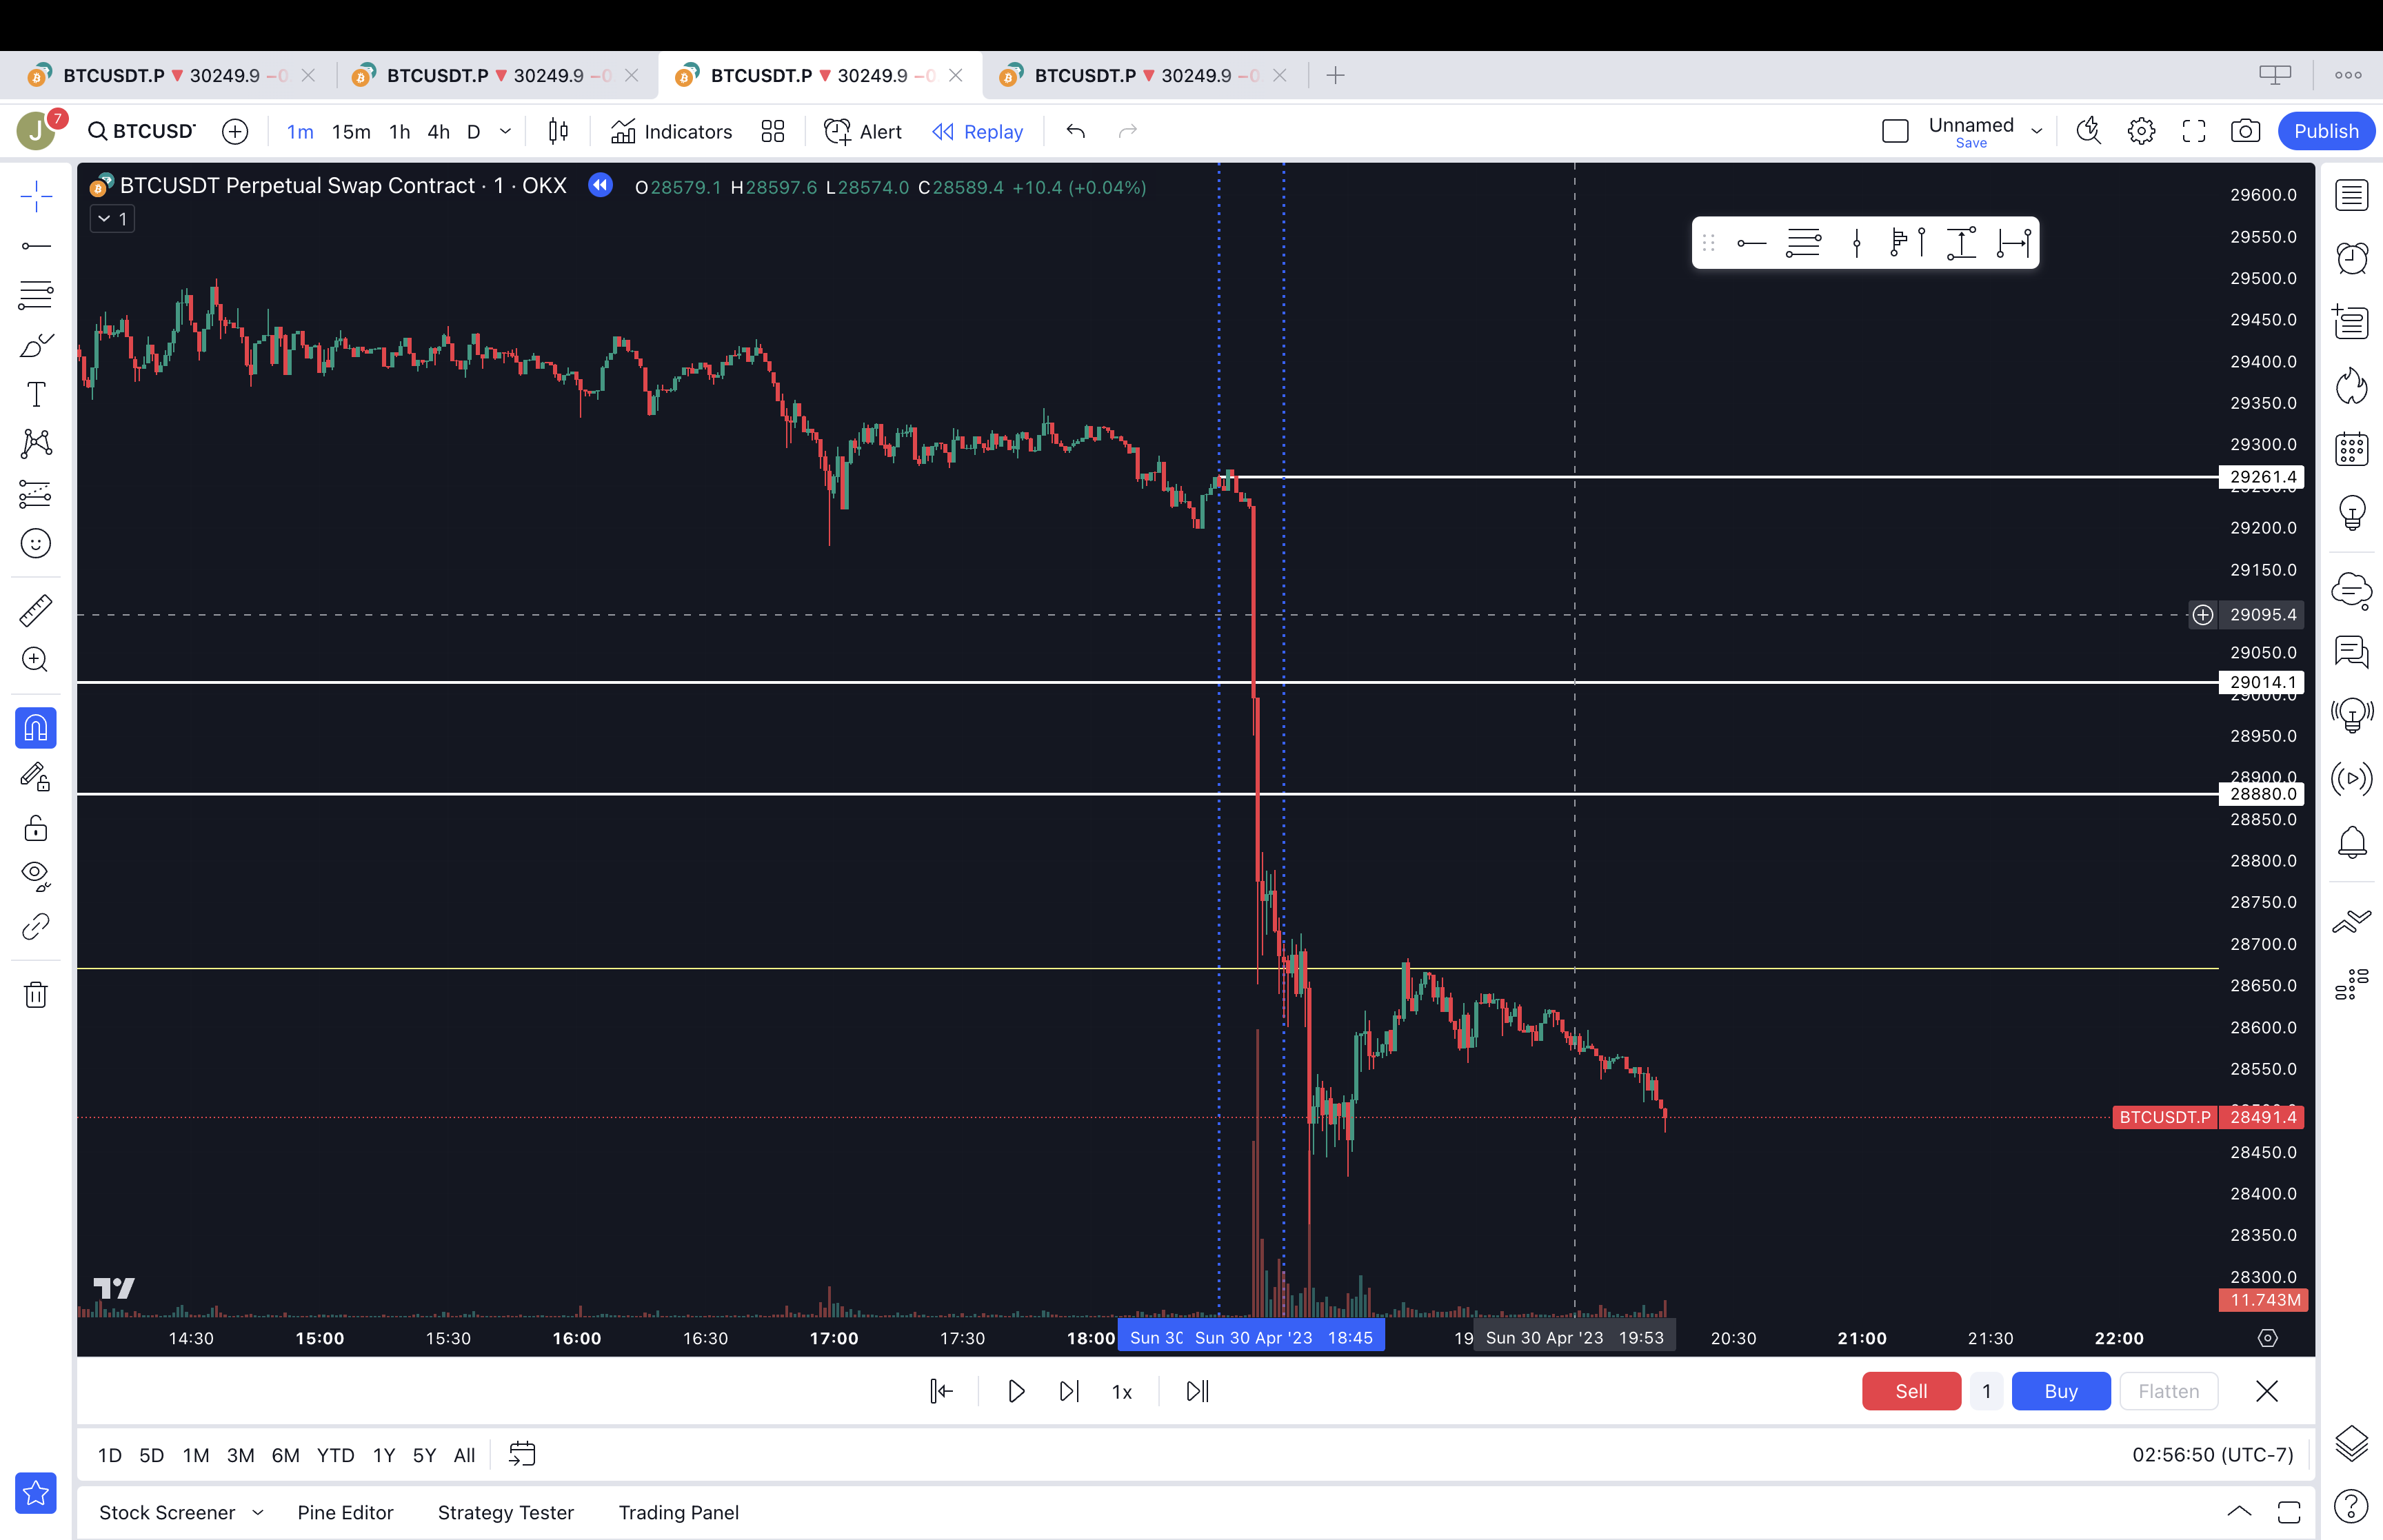 BTCUSDT.P ▼ 30249.9 −0
BTCUSDT.P ▼ 30249.9 −0
BTCUSDT.P ▼ 30249.9 −0
BTCUSDT.P ▼ 30249.9 −0
J 7 BTCUSD 1m 15m 1h 4h D Indicators Alert Replay Unnamed Publish
Save
BTCUSDT Perpetual Swap Contract · 1 · OKX O28579.1 H28597.6 L28574.0 C28589.4 +10.4 (+0.04%)
1
29600.0
29550.0
29500.0
29450.0
29400.0
29350.0
29300.0
29261.4
29200.0
29150.0
29095.4
29050.0
29014.1
28950.0
28900.0
28880.0
28850.0
28800.0
28750.0
28700.0
28650.0
28600.0
28550.0
BTCUSDT.P 28491.4
28450.0
28400.0
28350.0
28300.0
11.743M
14:30 15:00 15:30 16:00 16:30 17:00 17:30 18:00 Sun 30 Sun 30 Apr '23 18:45 19 Sun 30 Apr '23 19:53 20:30 21:00 21:30 22:00
1x Sell 1 Buy Flatten
1D 5D 1M 3M 6M YTD 1Y 5Y All 02:56:50 (UTC-7)
Stock Screener Pine Editor Strategy Tester Trading Panel